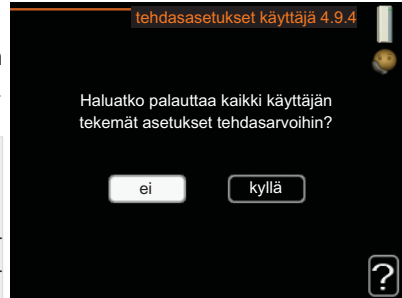 tehdasasetukset käyttäjä 4.9.4
Haluatko palauttaa kaikki käyttäjän
tekemät asetukset tehdasarvoihin?
ei
kyllä
?